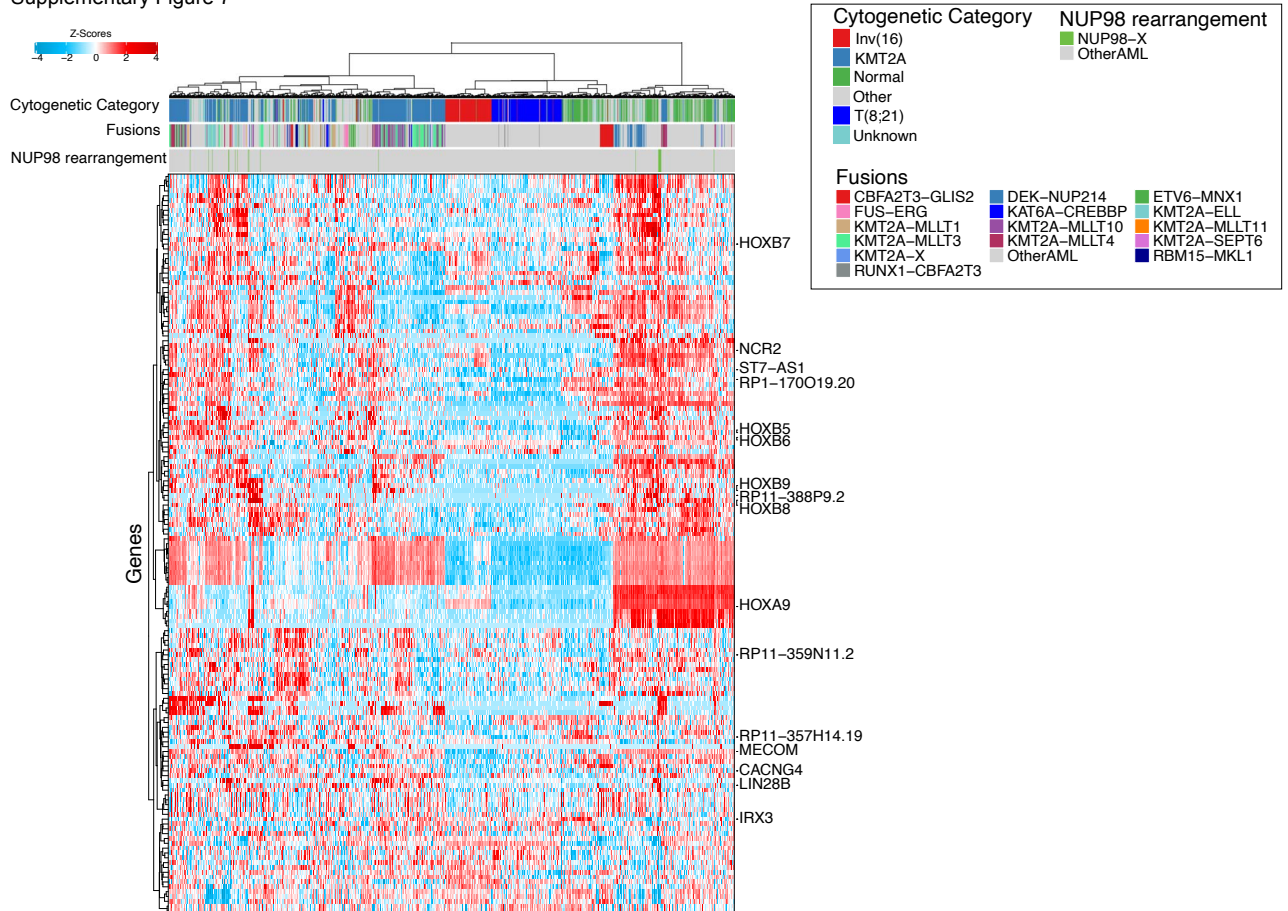 Supplementary Figure 7
Z-Scores
−4 −2 0 2 4
Cytogenetic Category
Fusions
NUP98 rearrangement
Genes
HOXB7
NCR2
ST7−AS1
RP1−170O19.20
HOXB5
HOXB6
HOXB9
RP11−388P9.2
HOXB8
HOXA9
RP11−359N11.2
RP11−357H14.19
MECOM
CACNG4
LIN28B
IRX3
Cytogenetic Category
Inv(16)
KMT2A
Normal
Other
T(8;21)
Unknown
NUP98 rearrangement
NUP98−X
OtherAML
Fusions
CBFA2T3−GLIS2 DEK−NUP214 ETV6−MNX1
FUS−ERG KAT6A−CREBBP KMT2A−ELL
KMT2A−MLLT1 KMT2A−MLLT10 KMT2A−MLLT11
KMT2A−MLLT3 KMT2A−MLLT4 KMT2A−SEPT6
KMT2A−X OtherAML RBM15−MKL1
RUNX1−CBFA2T3